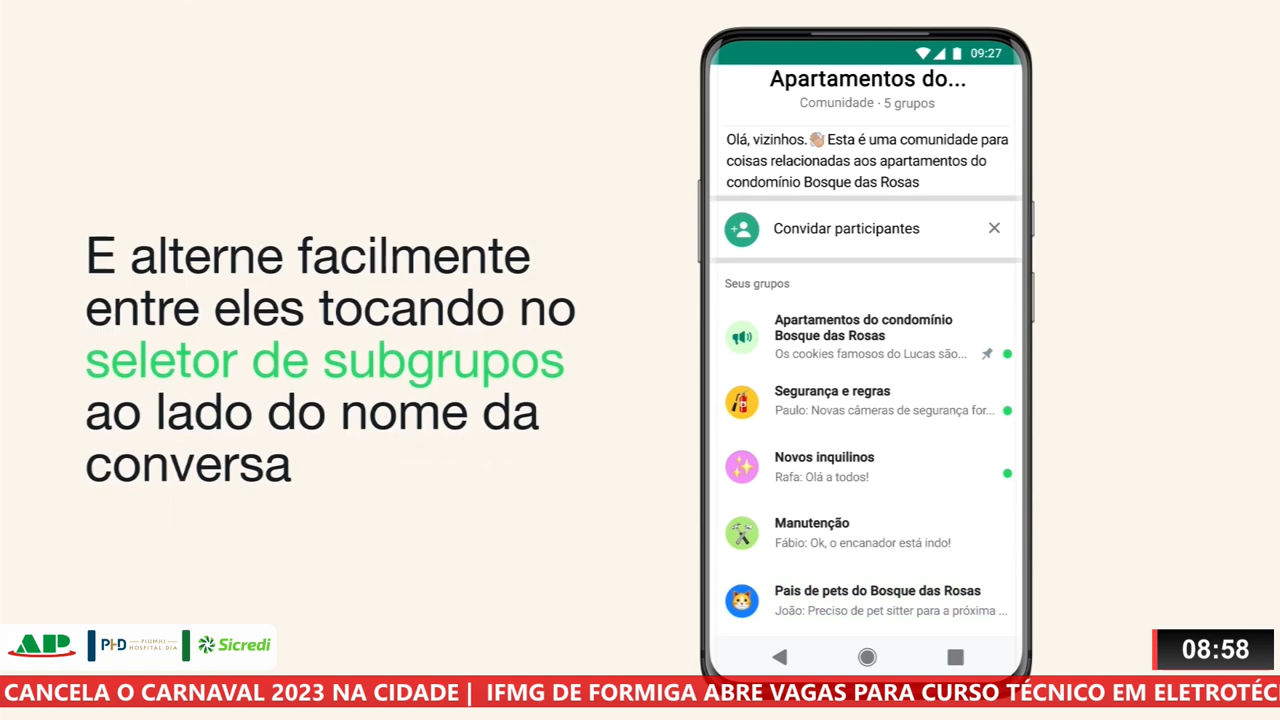 E alterne facilmente
entre eles tocando no
seletor de subgrupos
ao lado do nome da
conversa
09:27
Apartamentos do...
Comunidade · 5 grupos
Olá, vizinhos.👋🏼 Esta é uma comunidade para
coisas relacionadas aos apartamentos do
condomínio Bosque das Rosas
Convidar participantes
Seus grupos
Apartamentos do condomínio
Bosque das Rosas
Os cookies famosos do Lucas são...
Segurança e regras
Paulo: Novas câmeras de segurança for...
Novos inquilinos
Rafa: Olá a todos!
Manutenção
Fábio: Ok, o encanador está indo!
Pais de pets do Bosque das Rosas
João: Preciso de pet sitter para a próxima ...
AP
PHD
PIUMHI
HOSPITAL DIA
Sicredi
08:58
CANCELA O CARNAVAL 2023 NA CIDADE | IFMG DE FORMIGA ABRE VAGAS PARA CURSO TÉCNICO EM ELETROTÉC